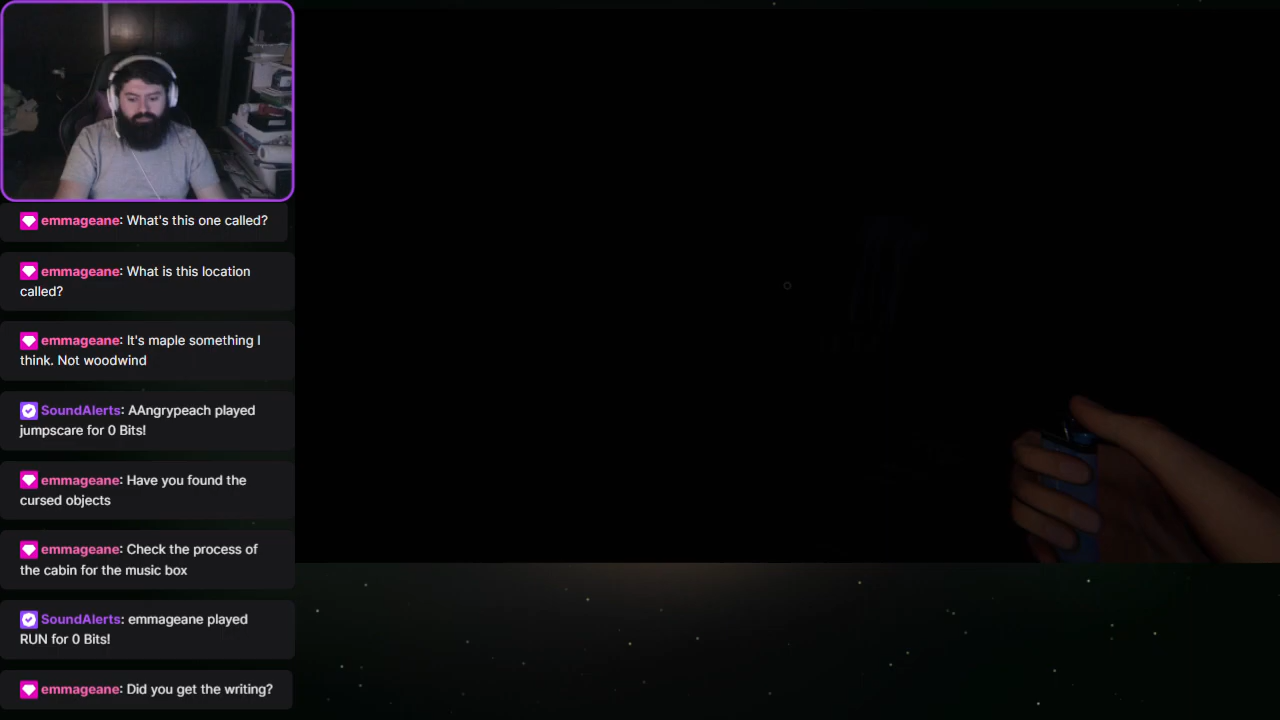 emmageane: What's this one called?
emmageane: What is this location
called?
emmageane: It's maple something I
think. Not woodwind
SoundAlerts: AAngrypeach played
jumpscare for 0 Bits!
emmageane: Have you found the
cursed objects
emmageane: Check the process of
the cabin for the music box
SoundAlerts: emmageane played
RUN for 0 Bits!
emmageane: Did you get the writing?